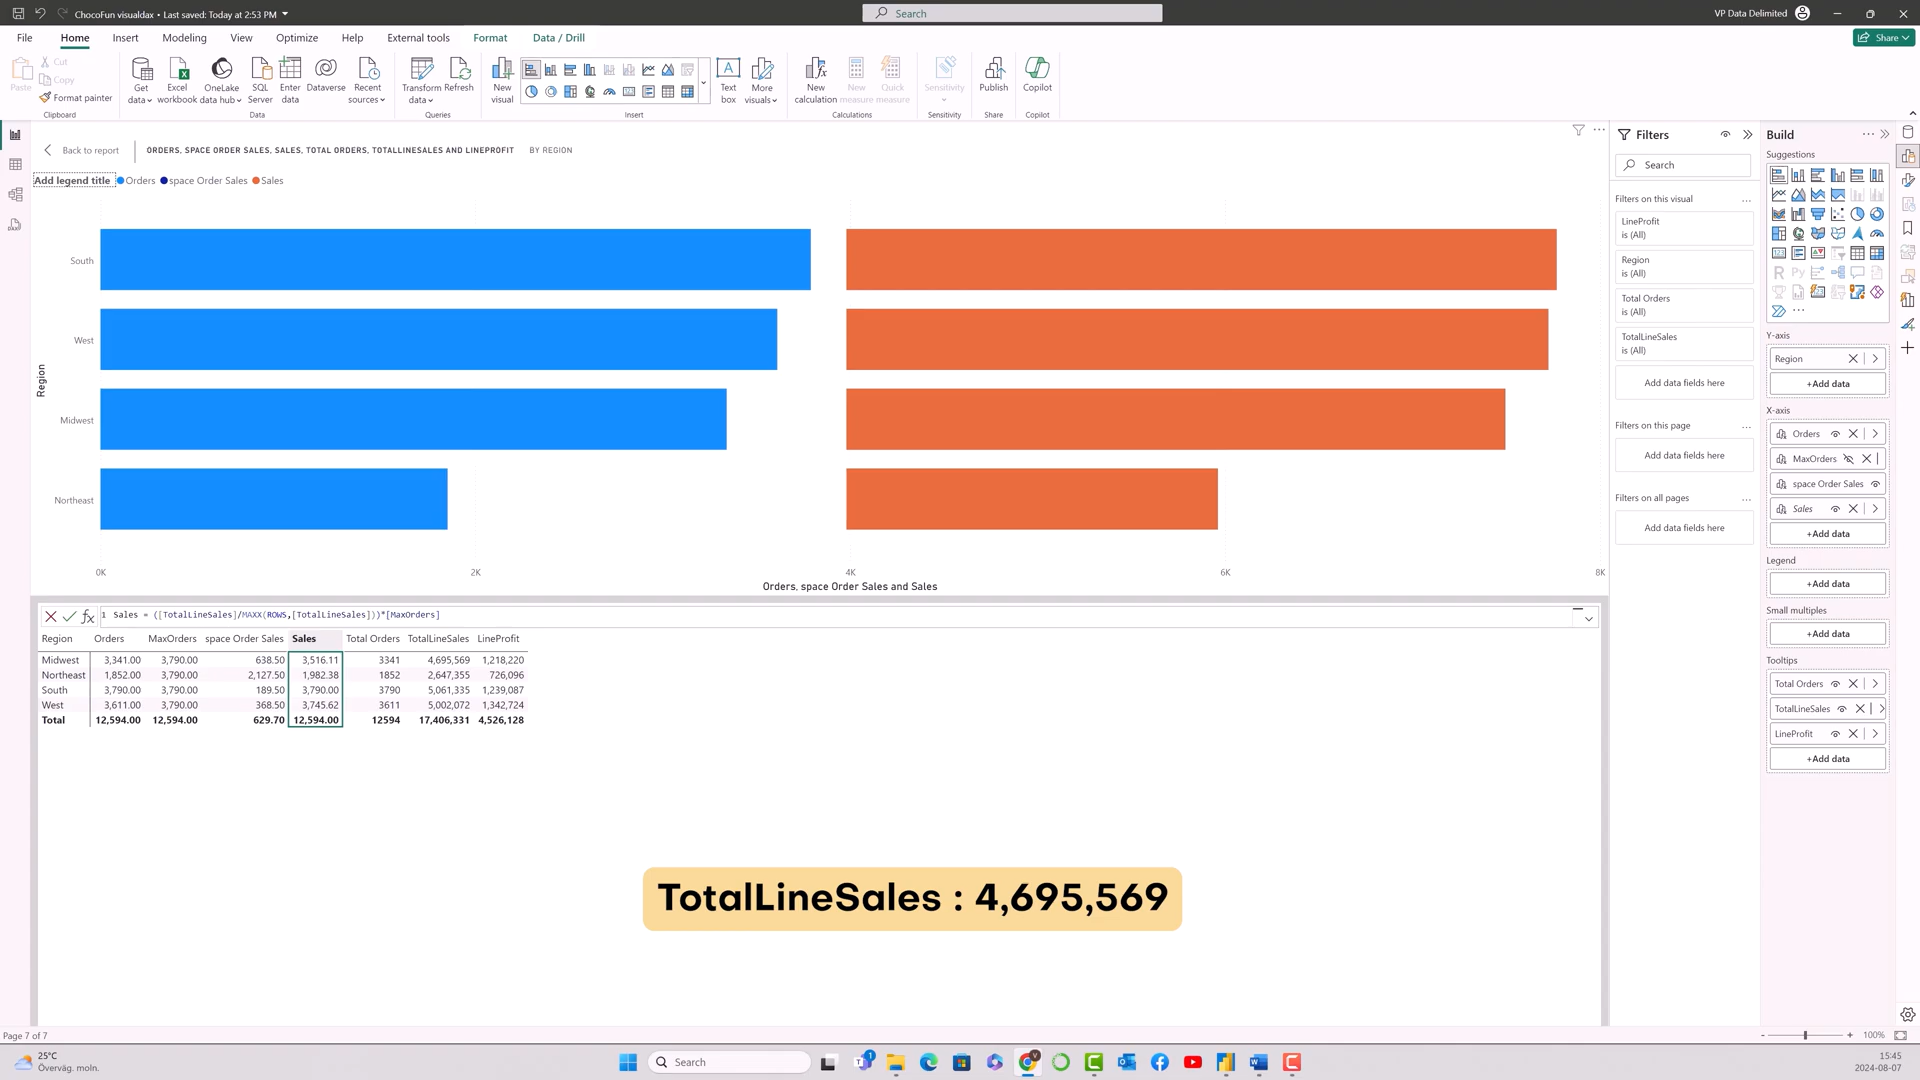 ChocoFun visualdax • Last saved: Today at 2:53 PM
Search
VP Data Delimited
File Home Insert Modeling View Optimize Help External tools Format Data / Drill
Share
Paste
Cut
Copy
Format painter
Clipboard
Get data
Excel workbook
OneLake data hub
SQL Server
Enter data
Dataverse
Recent sources
Data
Transform data
Refresh
Queries
New visual
Text box
More visuals
Insert
New calculation
New measure
Quick measure
Calculations
Sensitivity
Sensitivity
Publish
Share
Copilot
Copilot
Back to report
ORDERS, SPACE ORDER SALES, SALES, TOTAL ORDERS, TOTALLINESALES AND LINEPROFIT BY REGION
Add legend title Orders space Order Sales Sales
Region
South
West
Midwest
Northeast
0K 2K 4K 6K 8K
Orders, space Order Sales and Sales
1 Sales = ([TotalLineSales]/MAXX(ROWS,[TotalLineSales]))*[MaxOrders]
Region Orders MaxOrders space Order Sales Sales Total Orders TotalLineSales LineProfit
Midwest 3,341.00 3,790.00 638.50 3,516.11 3341 4,695,569 1,218,220
Northeast 1,852.00 3,790.00 2,127.50 1,982.38 1852 2,647,355 726,096
South 3,790.00 3,790.00 189.50 3,790.00 3790 5,061,335 1,239,087
West 3,611.00 3,790.00 368.50 3,745.62 3611 5,002,072 1,342,724
Total 12,594.00 12,594.00 629.70 12,594.00 12594 17,406,331 4,526,128
TotalLineSales : 4,695,569
Filters
Search
Filters on this visual
LineProfit
is (All)
Region
is (All)
Total Orders
is (All)
TotalLineSales
is (All)
Add data fields here
Filters on this page
Add data fields here
Filters on all pages
Add data fields here
Build
Suggestions
R Py
Y-axis
Region
+Add data
X-axis
Orders
MaxOrders
space Order Sales
Sales
+Add data
Legend
+Add data
Small multiples
+Add data
Tooltips
Total Orders
TotalLineSales
LineProfit
+Add data
Page 7 of 7
- + 100%
25°C
Överväg. moln.
Search
15:45
2024-08-07